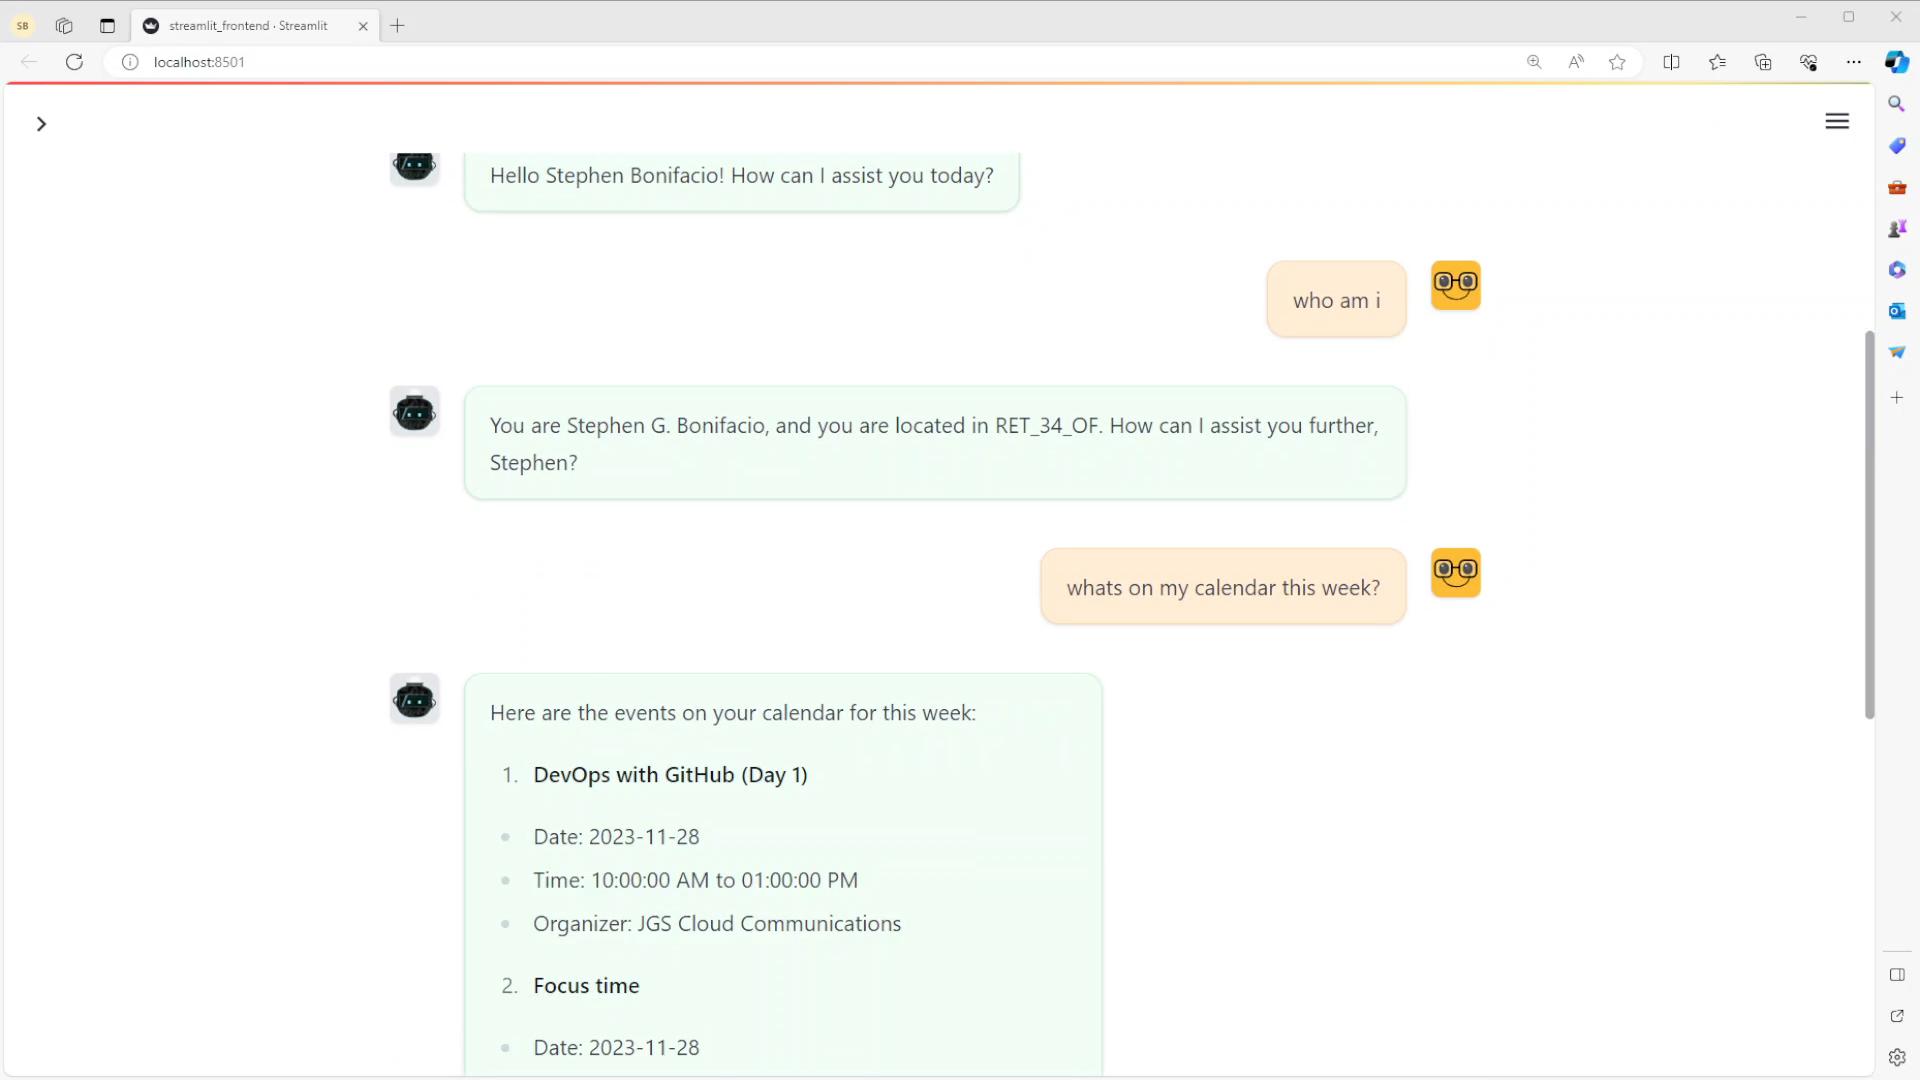 SB
streamlit_frontend · Streamlit
localhost:8501
Hello Stephen Bonifacio! How can I assist you today?
who am i
You are Stephen G. Bonifacio, and you are located in RET_34_OF. How can I assist you further,
Stephen?
whats on my calendar this week?
Here are the events on your calendar for this week:
1. DevOps with GitHub (Day 1)
Date: 2023-11-28
Time: 10:00:00 AM to 01:00:00 PM
Organizer: JGS Cloud Communications
2. Focus time
Date: 2023-11-28